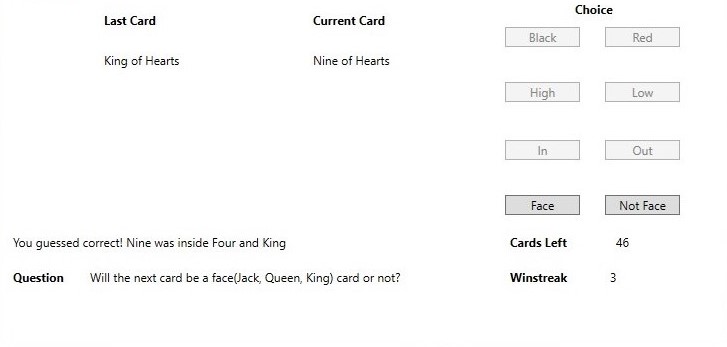 Choice
Last Card Current Card
Black Red
King of Hearts Nine of Hearts
High Low
In Out
Face Not Face
You guessed correct! Nine was inside Four and King Cards Left 46
Question Will the next card be a face(Jack, Queen, King) card or not? Winstreak 3